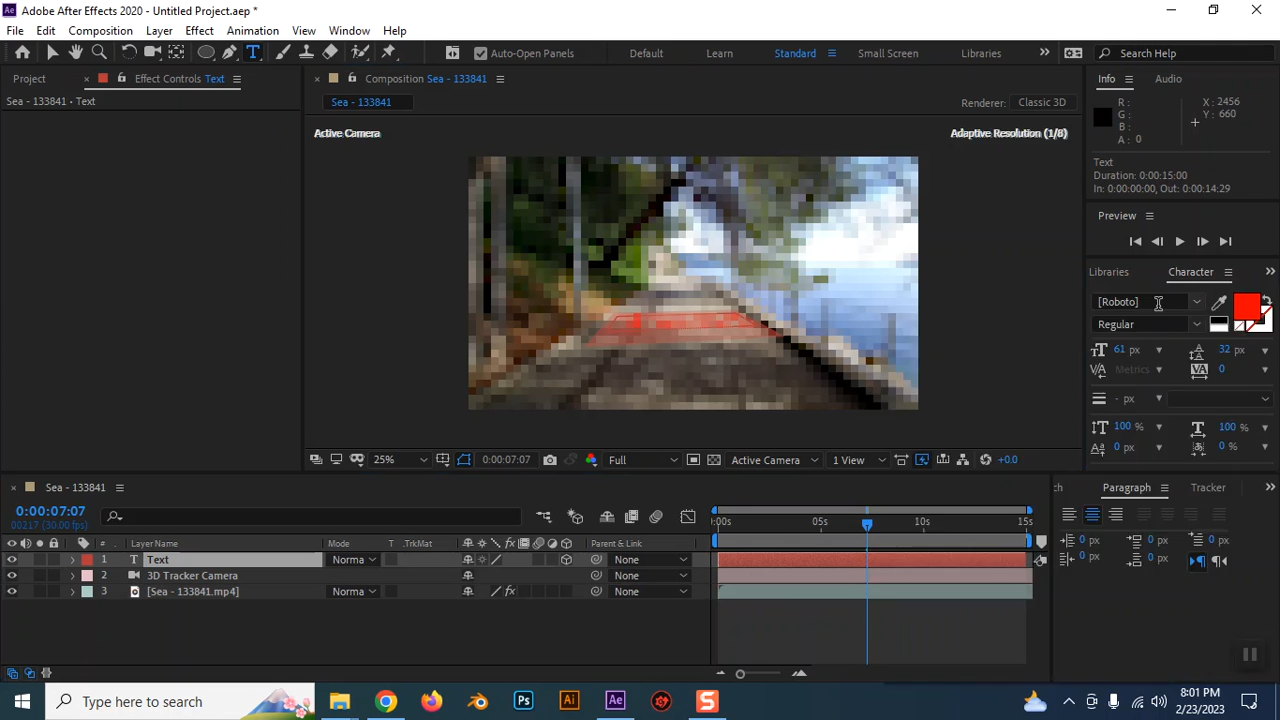 Adobe After Effects 2020 - Untitled Project.aep *
File Edit Composition Layer Effect Animation View Window Help
Auto-Open Panels Default Learn Standard Small Screen Libraries Search Help
Project Effect Controls Text
Sea - 133841 • Text
Composition Sea - 133841
Sea - 133841
Renderer: Classic 3D
Active Camera
Adaptive Resolution (1/8)
Info Audio
R :
G :
B :
A : 0
X : 2456
Y : 660
Text
Duration: 0:00:15:00
In: 0:00:00:00, Out: 0:00:14:29
Preview
Libraries Character
[Roboto]
Regular
61 px 32 px
Metrics 0
- px
100 % 100 %
0 px 0 %
25% 0:00:07:07 Full Active Camera 1 View +0.0
Sea - 133841
0:00:07:07
00217 (30.00 fps)
# Layer Name Mode T .TrkMat Parent & Link
1 T Text Norma None
2 3D Tracker Camera None
3 [Sea - 133841.mp4] Norma None
:00s 05s 10s 15s
ch Paragraph Tracker
0 px 0 px 0 px
0 px 0 px
Type here to search
Ps Ai Ae S
8:01 PM
2/23/2023